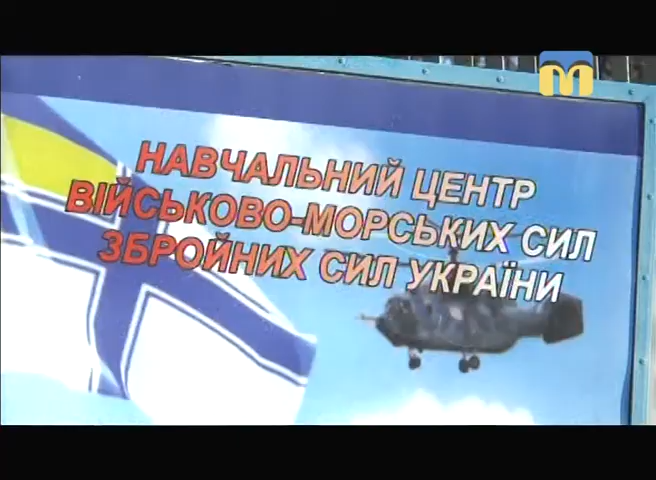 М
НАВЧАЛЬНИЙ ЦЕНТР
ВІЙСЬКОВО-МОРСЬКИХ СИЛ
ЗБРОЙНИХ СИЛ УКРАЇНИ